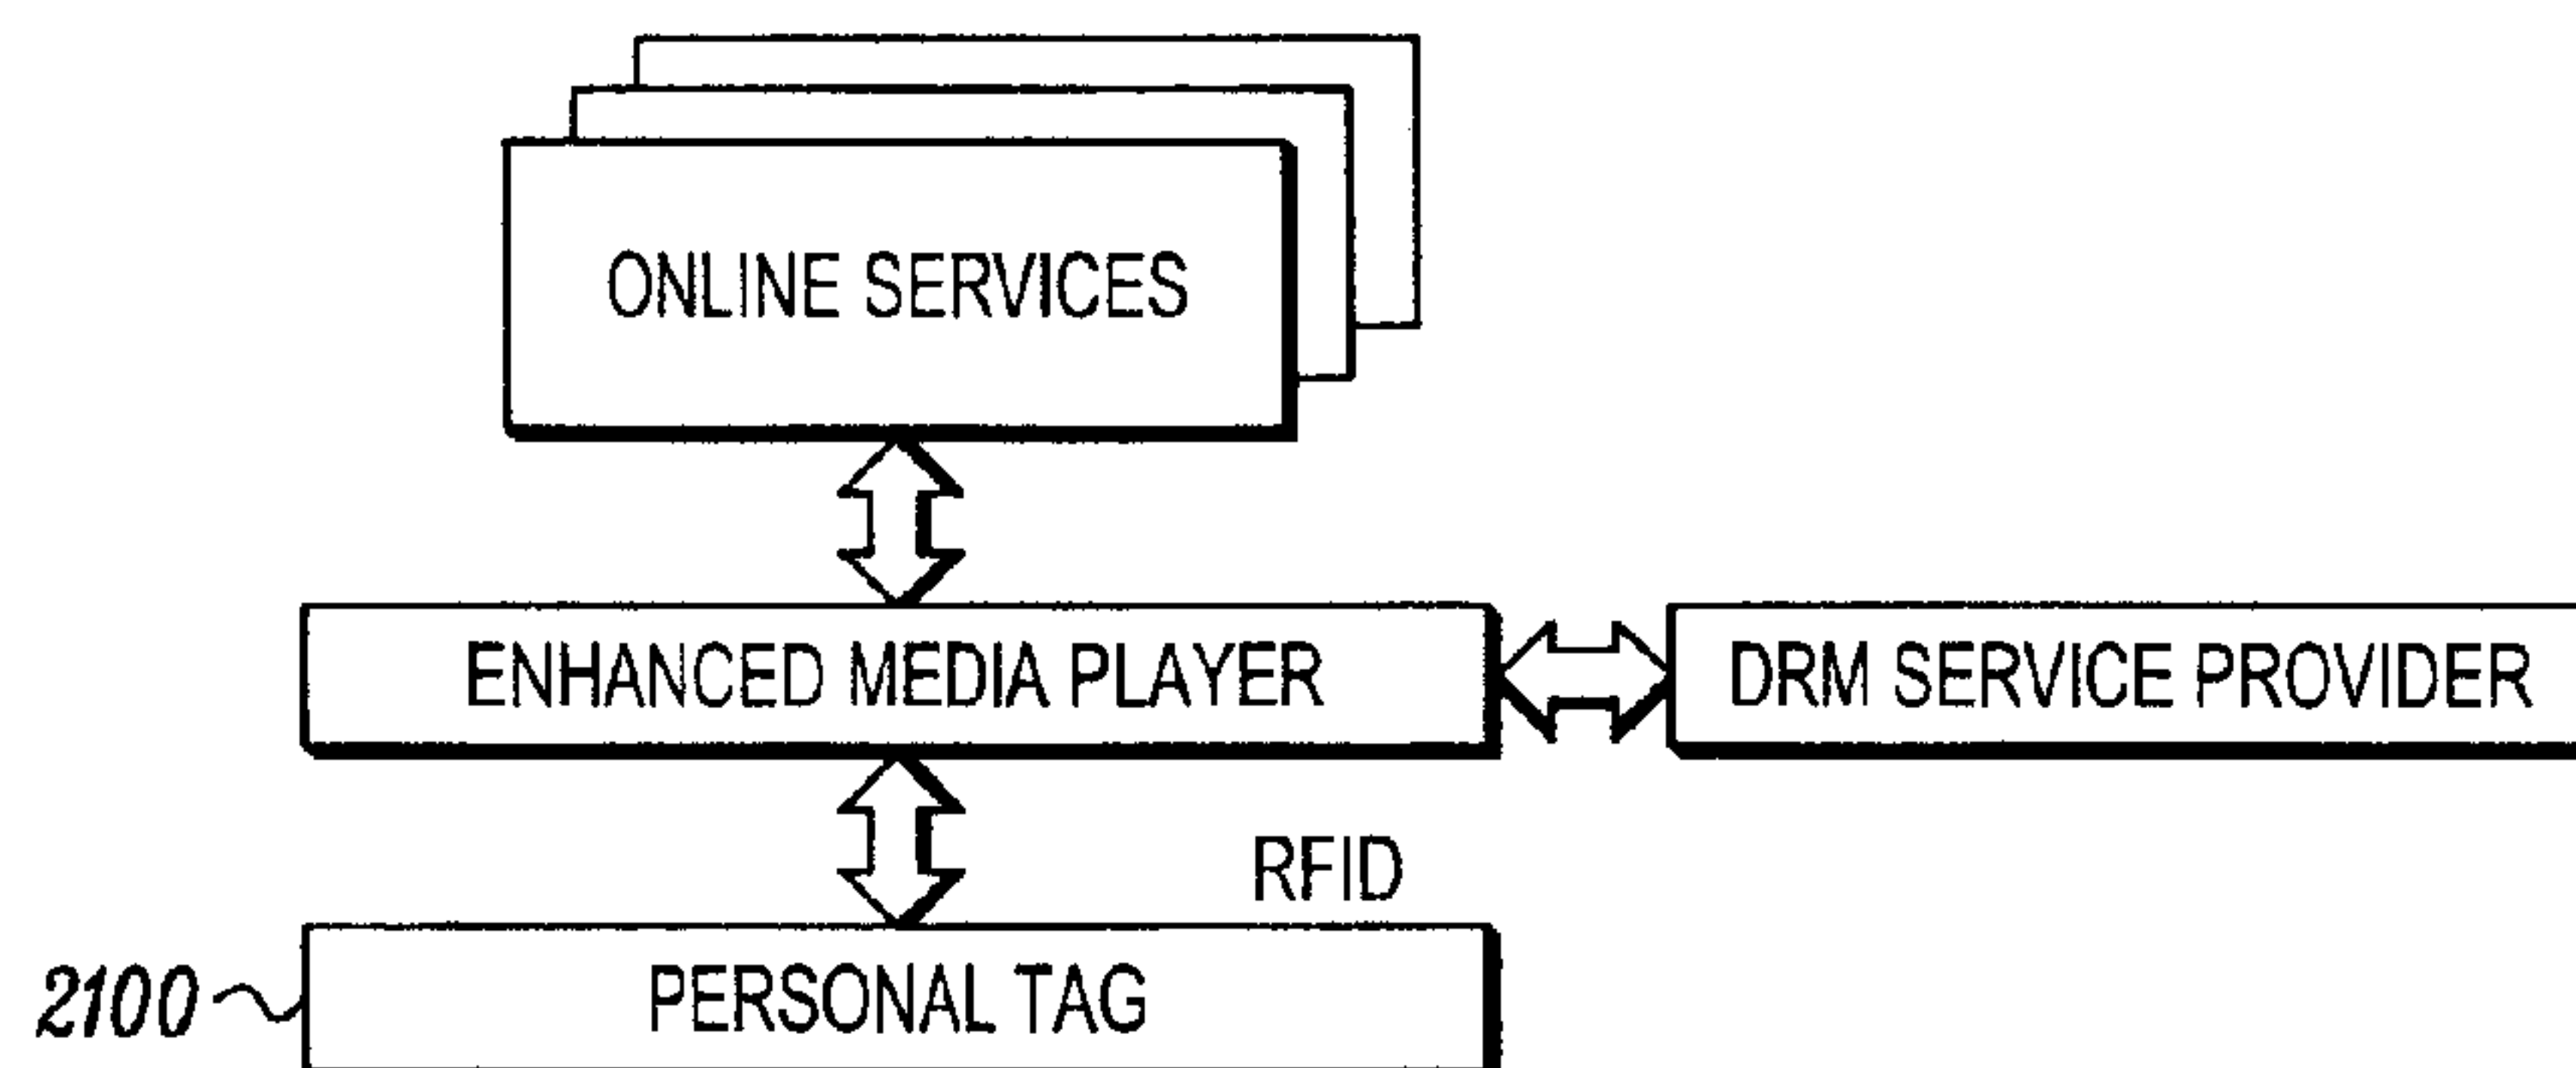 ONLINE SERVICES
ENHANCED MEDIA PLAYER
DRM SERVICE PROVIDER
RFID
2100
PERSONAL TAG